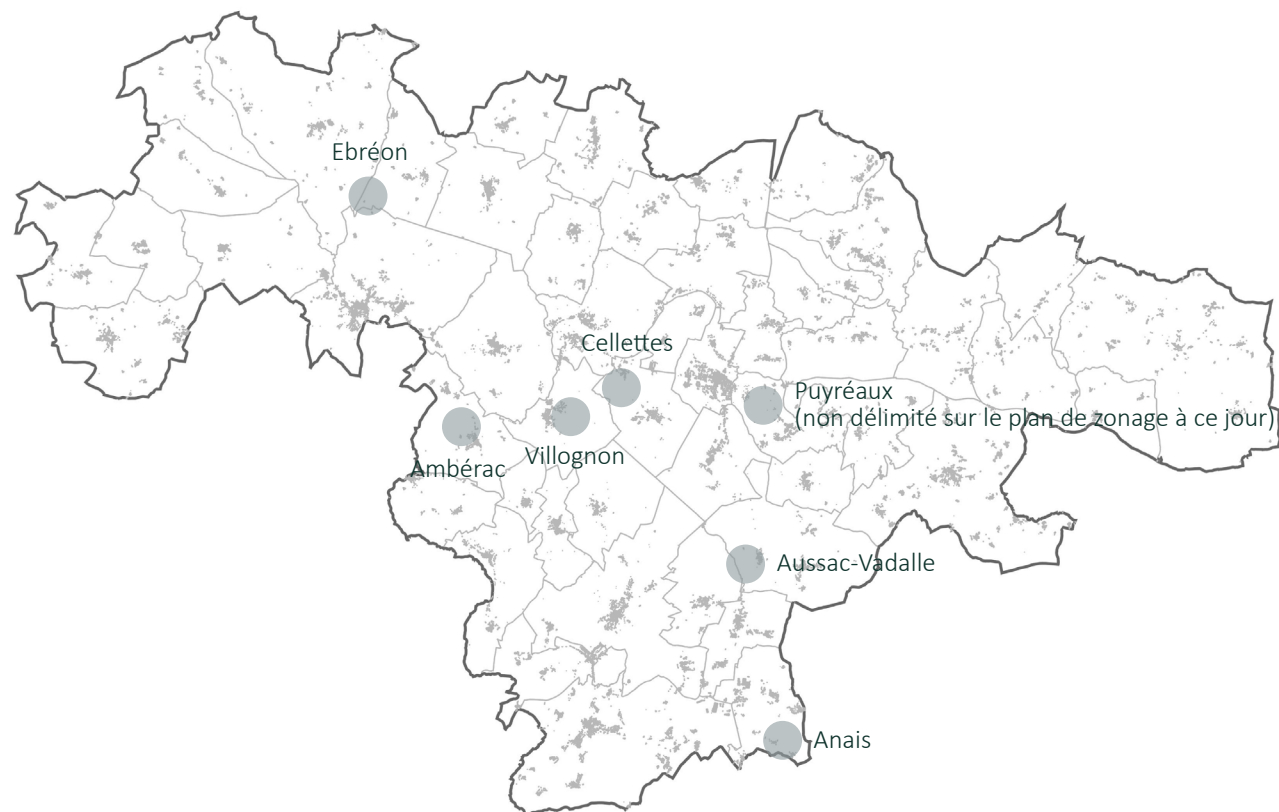 Ebréon
Cellettes
Puyréaux
(non délimité sur le plan de zonage à ce jour)
Villognon
Ambérac
Aussac-Vadalle
Anais